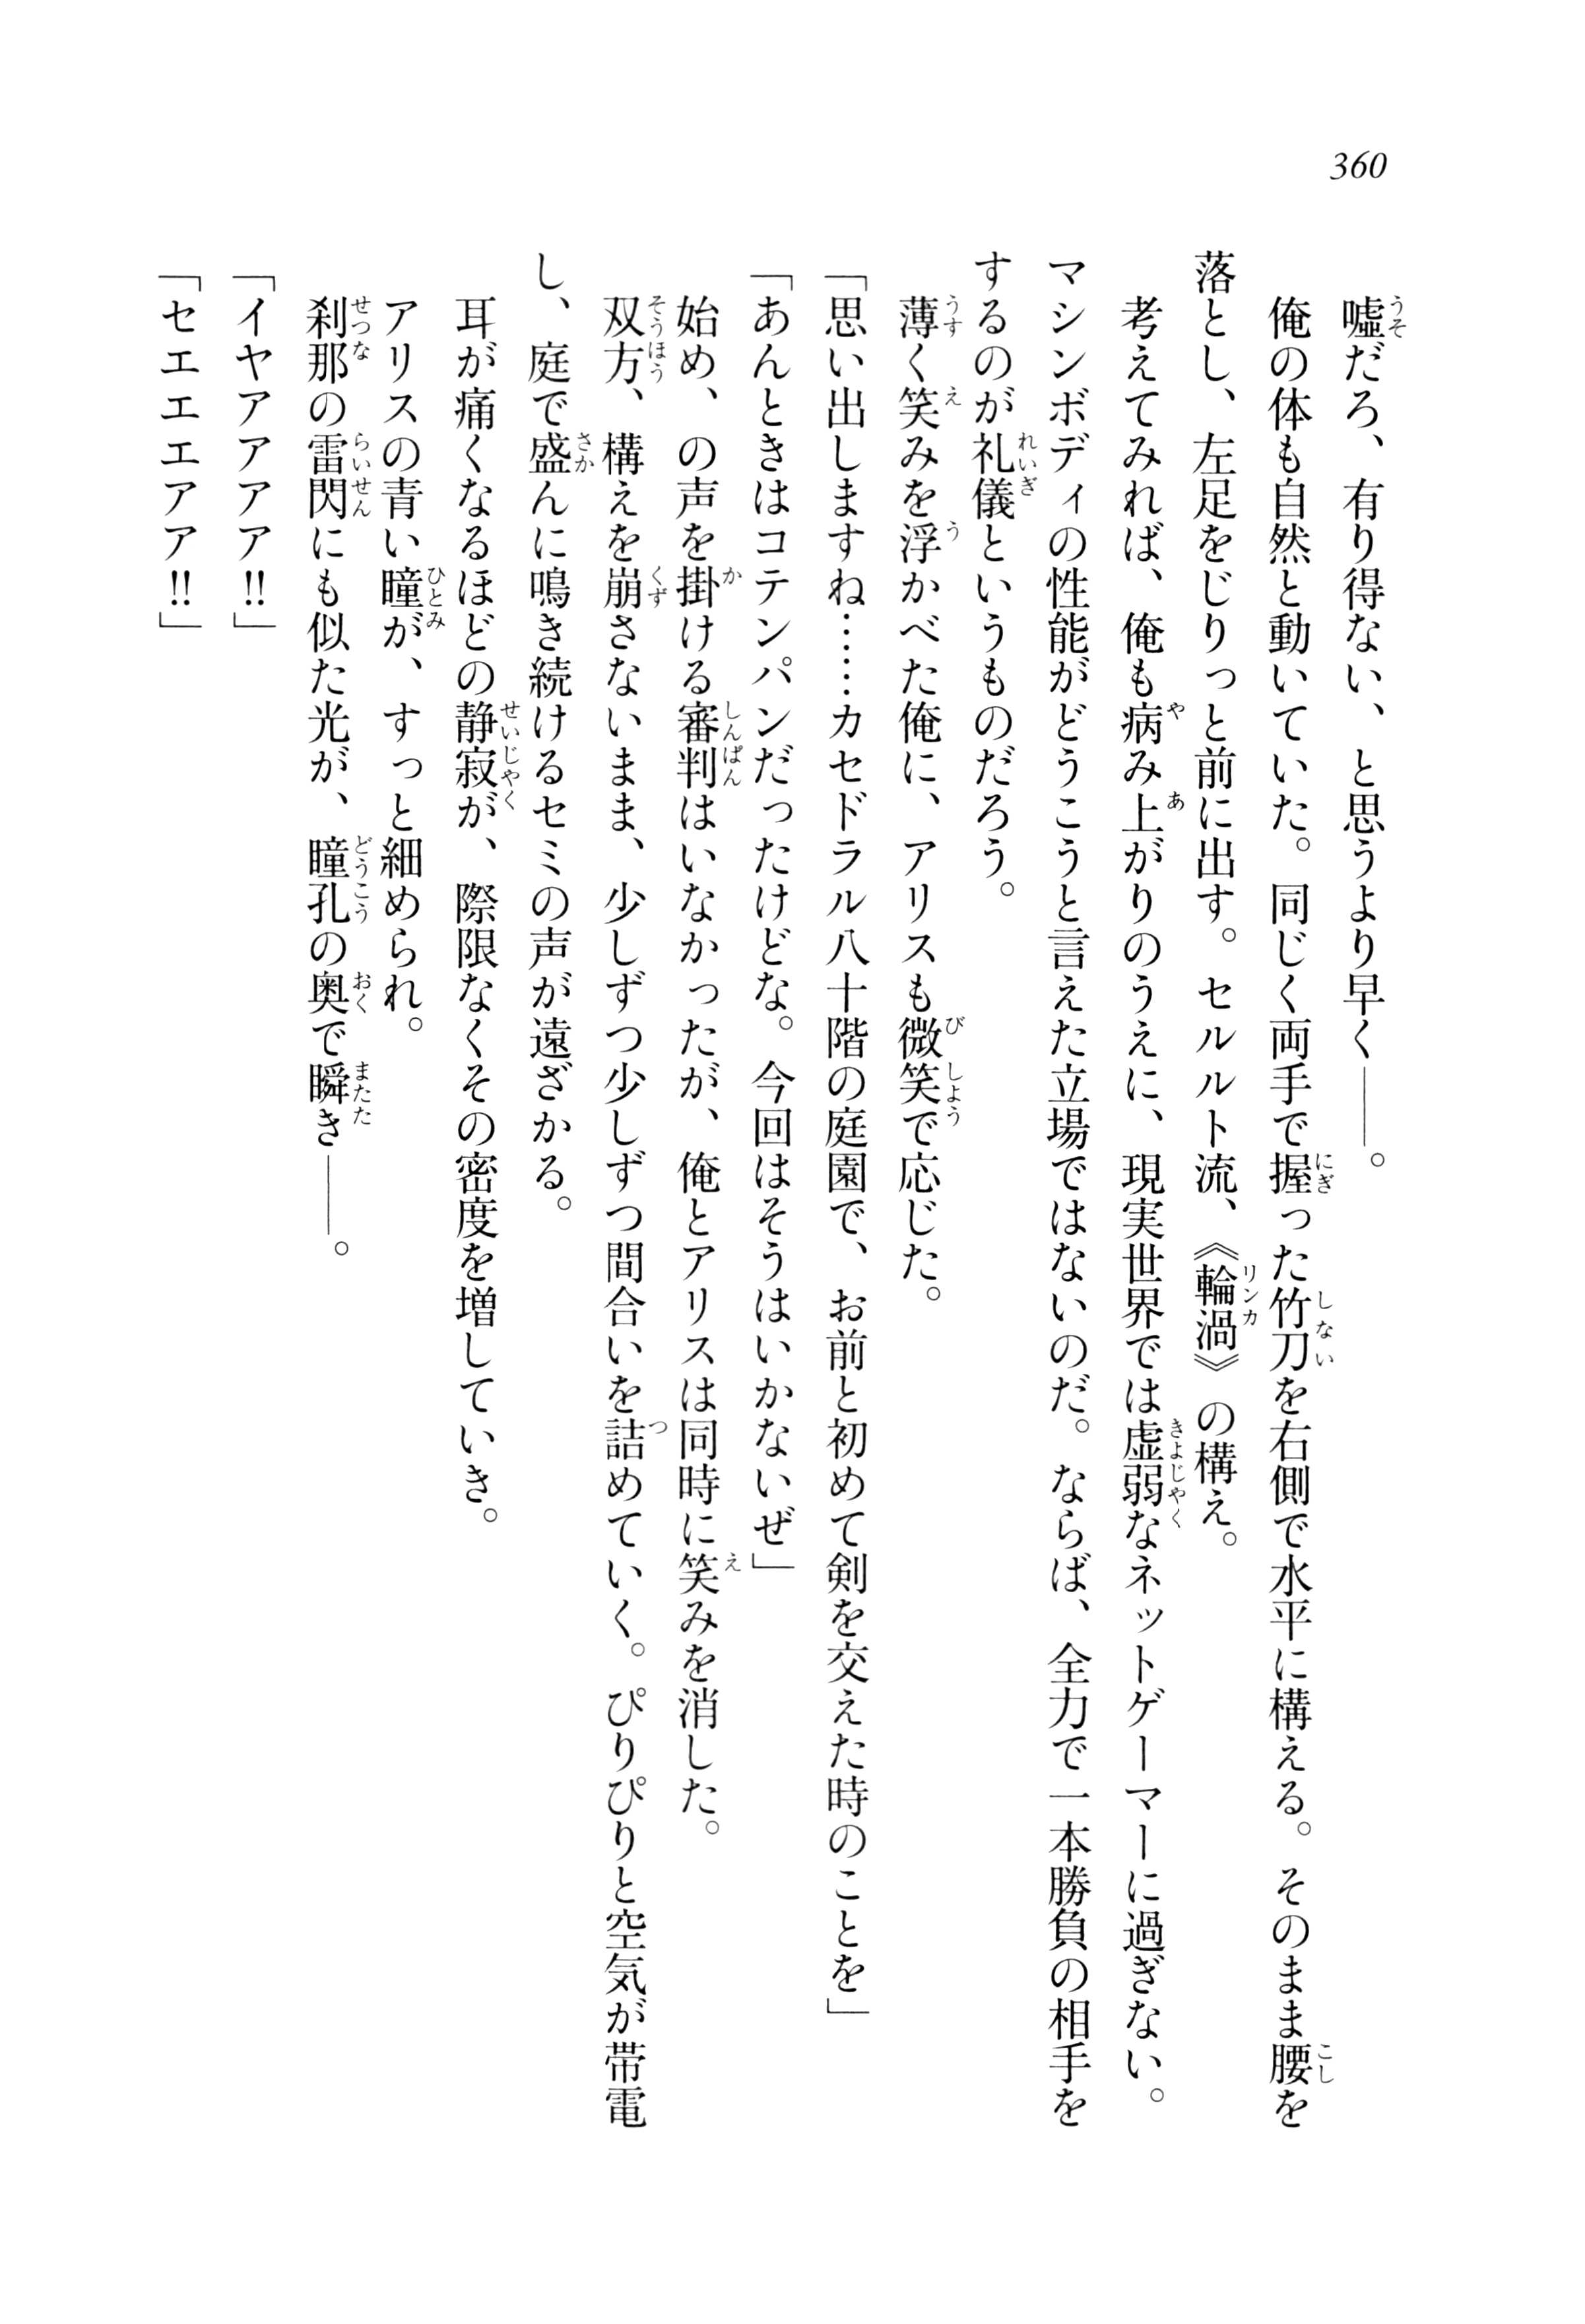 360
嘘だろ、有り得ない、と思うより早く――。
俺の体も自然と動いていた。同じく両手で握った竹刀を右側で水平に構える。そのまま腰を
落とし、左足をじりっと前に出す。セルルト流、《輪渦》の構え。
考えてみれば、俺も病み上がりのうえに、現実世界では虚弱なネットゲーマーに過ぎない。
マシンボディの性能がどうこうと言えた立場ではないのだ。ならば、全力で一本勝負の相手を
するのが礼儀というものだろう。
薄く笑みを浮かべた俺に、アリスも微笑で応じた。
「思い出しますね……カセドラル八十階の庭園で、お前と初めて剣を交えた時のことを」
「あんときはコテンパンだったけどな。今回はそうはいかないぜ」
始め、の声を掛ける審判はいなかったが、俺とアリスは同時に笑みを消した。
双方、構えを崩さないまま、少しずつ少しずつ間合いを詰めていく。ぴりぴりと空気が帯電
し、庭で盛んに鳴き続けるセミの声が遠ざかる。
耳が痛くなるほどの静寂が、際限なくその密度を増していき。
アリスの青い瞳が、すっと細められ。
刹那の雷閃にも似た光が、瞳孔の奥で瞬き――。
「イヤアアアア!!」
「セエエエアア!!」